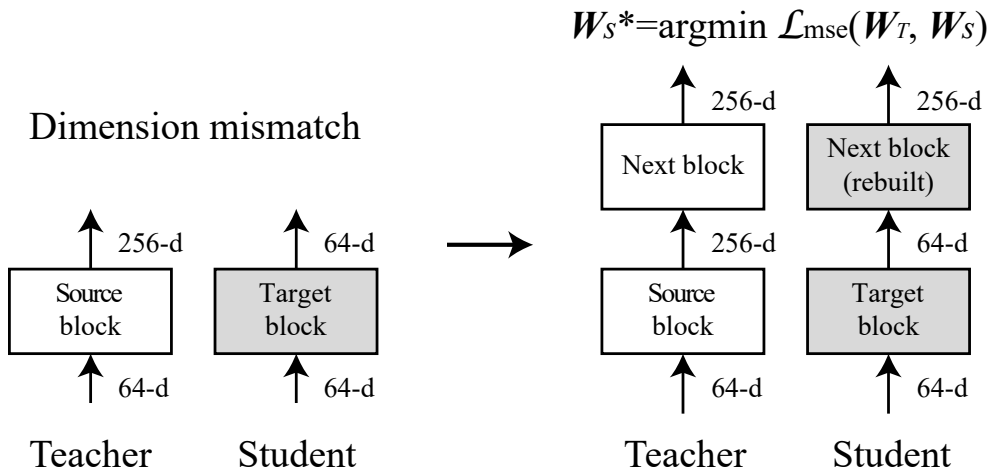 W_S*=argmin ℒmse(W_T, W_S)
256-d
256-d
Dimension mismatch
Next block
Next block
(rebuilt)
256-d
64-d
256-d
64-d
Source
block
Target
block
Source
block
Target
block
64-d
64-d
64-d
64-d
Teacher
Student
Teacher
Student